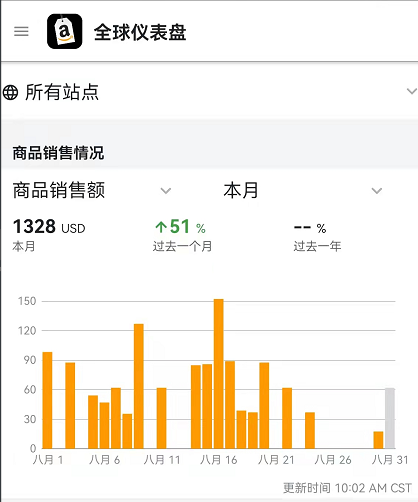 a
全球仪表盘
所有站点
商品销售情况
商品销售额 本月
1328 USD ↑51 % -- %
本月 过去一个月 过去一年
150
120
90
60
30
0
八月 1 八月 6 八月 11 八月 16 八月 21 八月 26 八月 31
更新时间 10:02 AM CST